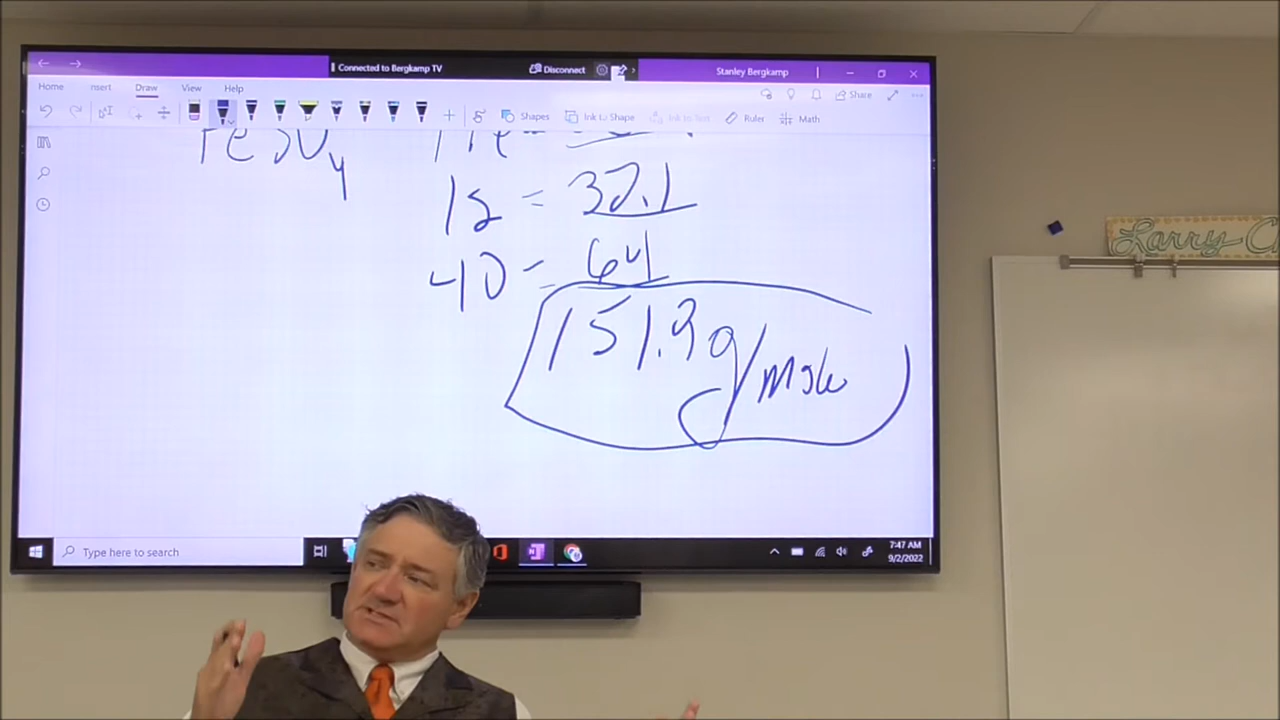 Connected to Bergkamp TV
Disconnect
Stanley Bergkamp
Home nsert Draw View Help
Share
Shapes Ink to Shape Ink to Text Ruler Math
FeSO4
1S = 32.1
4O = 64
151.9g/mole
Type here to search
7:47 AM
9/2/2022
Larry C